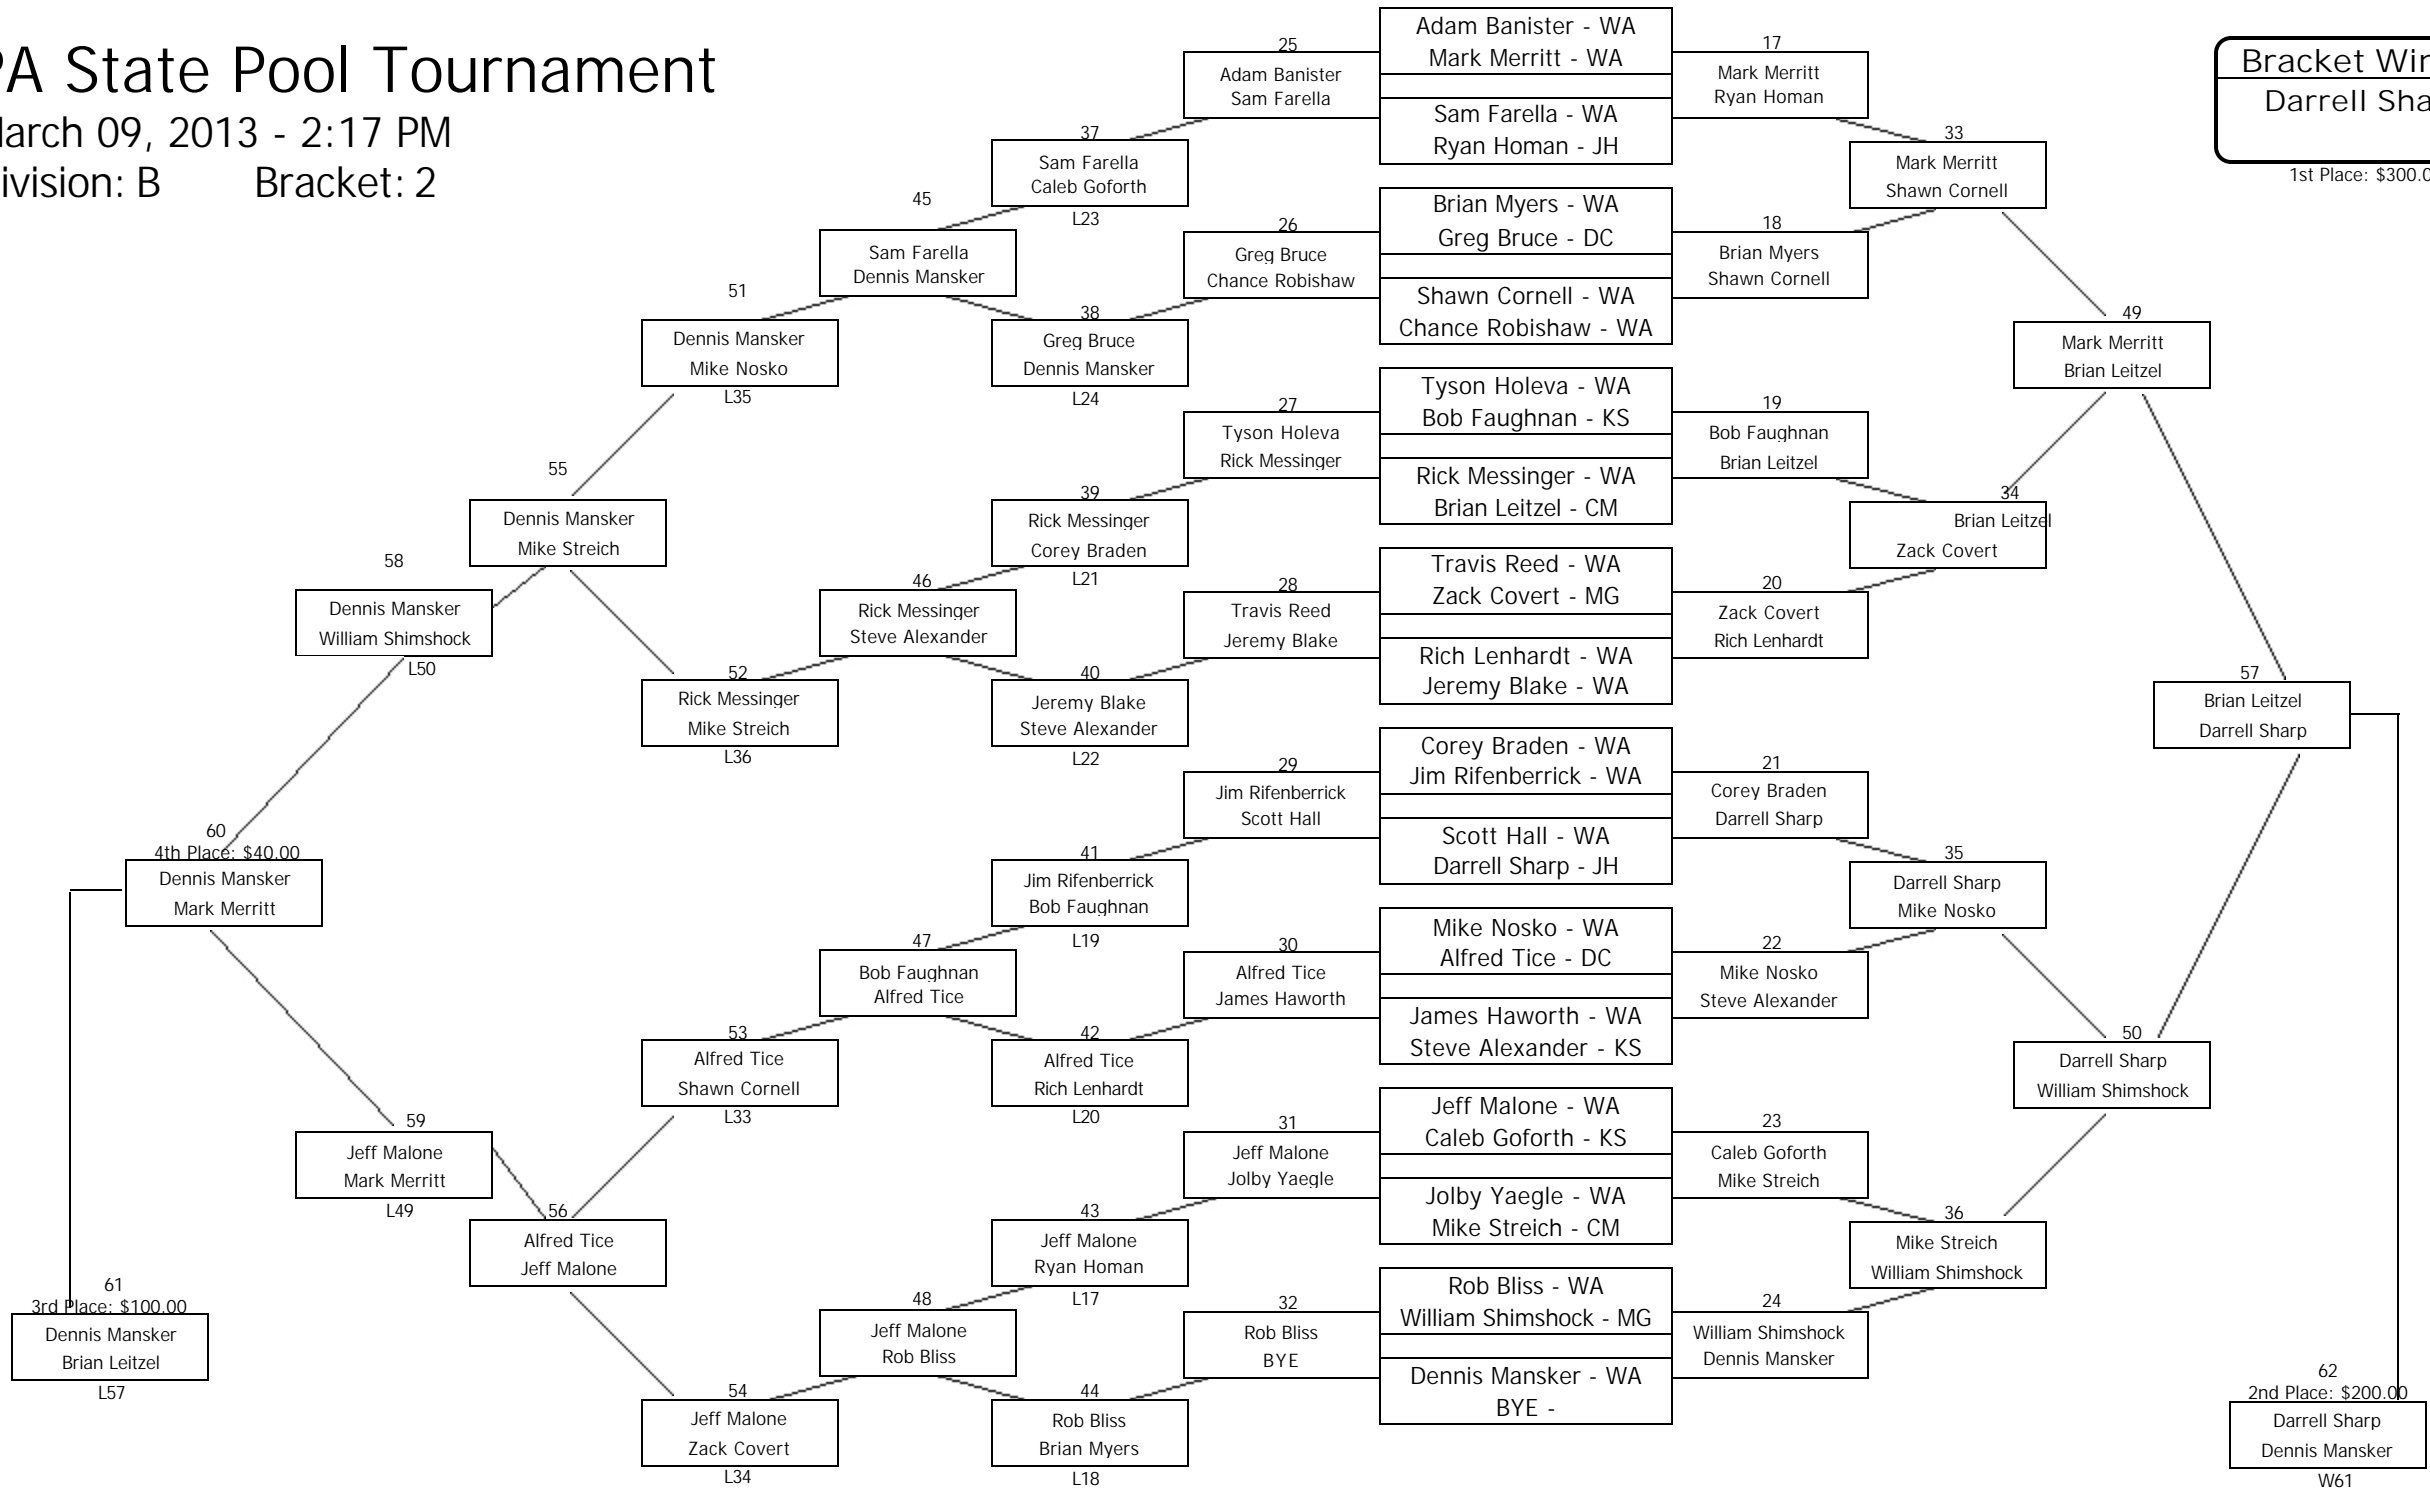 PA State Pool Tournament
March 09, 2013 - 2:17 PM
Division: B Bracket: 2
Bracket Win
Darrell Sha
1st Place: $300.0
25
Adam Banister
Sam Farella
26
Greg Bruce
Chance Robishaw
27
Tyson Holeva
Rick Messinger
28
Travis Reed
Jeremy Blake
29
Jim Rifenberrick
Scott Hall
30
Alfred Tice
James Haworth
31
Jeff Malone
Jolby Yaegle
32
Rob Bliss
BYE
Adam Banister - WA
Mark Merritt - WA
Sam Farella - WA
Ryan Homan - JH
Brian Myers - WA
Greg Bruce - DC
Shawn Cornell - WA
Chance Robishaw - WA
Tyson Holeva - WA
Bob Faughnan - KS
Rick Messinger - WA
Brian Leitzel - CM
Travis Reed - WA
Zack Covert - MG
Rich Lenhardt - WA
Jeremy Blake - WA
Corey Braden - WA
Jim Rifenberrick - WA
Scott Hall - WA
Darrell Sharp - JH
Mike Nosko - WA
Alfred Tice - DC
James Haworth - WA
Steve Alexander - KS
Jeff Malone - WA
Caleb Goforth - KS
Jolby Yaegle - WA
Mike Streich - CM
Rob Bliss - WA
William Shimshock - MG
Dennis Mansker - WA
BYE -
17
Mark Merritt
Ryan Homan
18
Brian Myers
Shawn Cornell
19
Bob Faughnan
Brian Leitzel
20
Zack Covert
Rich Lenhardt
21
Corey Braden
Darrell Sharp
22
Mike Nosko
Steve Alexander
23
Caleb Goforth
Mike Streich
24
William Shimshock
Dennis Mansker
33
Mark Merritt
Shawn Cornell
34
Brian Leitzel
Zack Covert
35
Darrell Sharp
Mike Nosko
36
Mike Streich
William Shimshock
49
Mark Merritt
Brian Leitzel
50
Darrell Sharp
William Shimshock
57
Brian Leitzel
Darrell Sharp
62
2nd Place: $200.00
Darrell Sharp
Dennis Mansker
W61
37
Sam Farella
Caleb Goforth
L23
38
Greg Bruce
Dennis Mansker
L24
39
Rick Messinger
Corey Braden
L21
40
Jeremy Blake
Steve Alexander
L22
41
Jim Rifenberrick
Bob Faughnan
L19
42
Alfred Tice
Rich Lenhardt
L20
43
Jeff Malone
Ryan Homan
L17
44
Rob Bliss
Brian Myers
L18
45
Sam Farella
Dennis Mansker
46
Rick Messinger
Steve Alexander
47
Bob Faughnan
Alfred Tice
48
Jeff Malone
Rob Bliss
51
Dennis Mansker
Mike Nosko
L35
52
Rick Messinger
Mike Streich
L36
53
Alfred Tice
Shawn Cornell
L33
54
Jeff Malone
Zack Covert
L34
55
Dennis Mansker
Mike Streich
56
Alfred Tice
Jeff Malone
58
Dennis Mansker
William Shimshock
L50
59
Jeff Malone
Mark Merritt
L49
60
4th Place: $40.00
Dennis Mansker
Mark Merritt
61
3rd Place: $100.00
Dennis Mansker
Brian Leitzel
L57